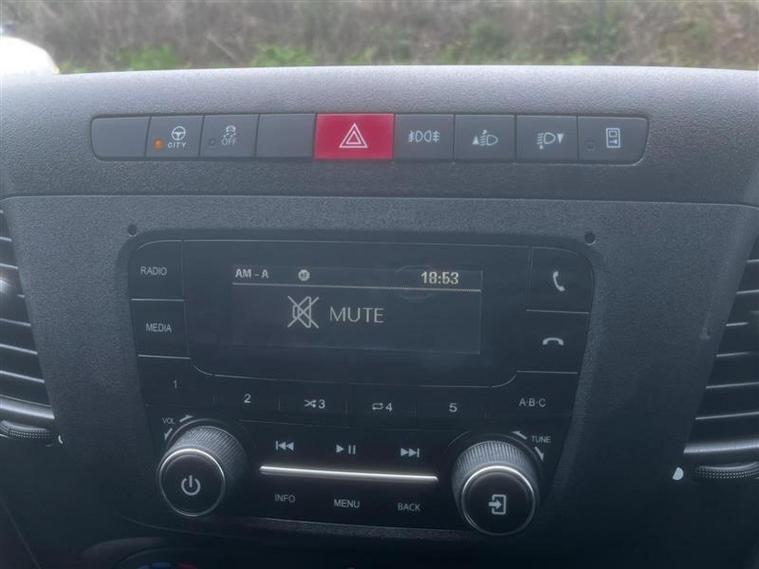 CITY
OFF
RADIO
AM - A
18:53
MEDIA
MUTE
1
2
3
4
5
A·B·C
VOL
TUNE
INFO
MENU
BACK